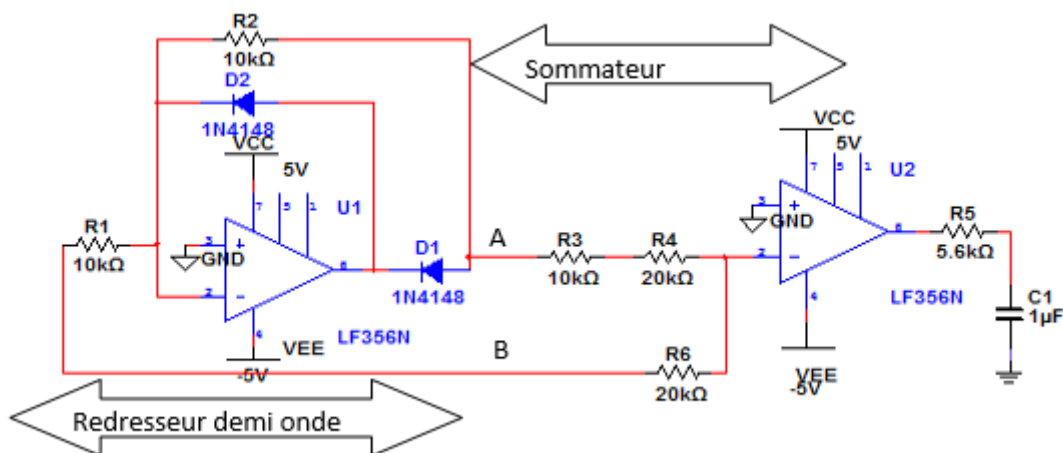 R2
10kΩ
D2
1N4148
Sommateur
VCC
5V
7
5
1
U1
R1
10kΩ
3
GND
2
6
4
D1
1N4148
LF356N
VEE
-5V
A
B
R3
10kΩ
R4
20kΩ
R6
20kΩ
VCC
5V
7
5
1
U2
3
GND
2
6
4
R5
5.6kΩ
LF356N
VEE
-5V
C1
1µF
Redresseur demi onde